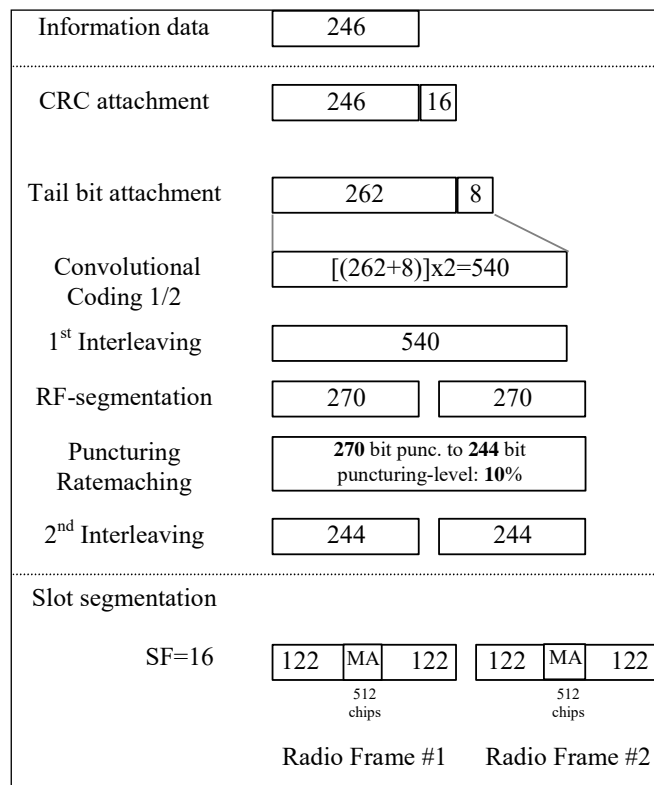 Information data 246
CRC attachment 246 16
Tail bit attachment 262 8
Convolutional
Coding 1/2
[(262+8)]x2=540
1st Interleaving 540
RF-segmentation 270 270
Puncturing
Ratemaching
270 bit punc. to 244 bit
puncturing-level: 10%
2nd Interleaving 244 244
Slot segmentation
SF=16 122 MA 122 122 MA 122
512 512
chips chips
Radio Frame #1 Radio Frame #2